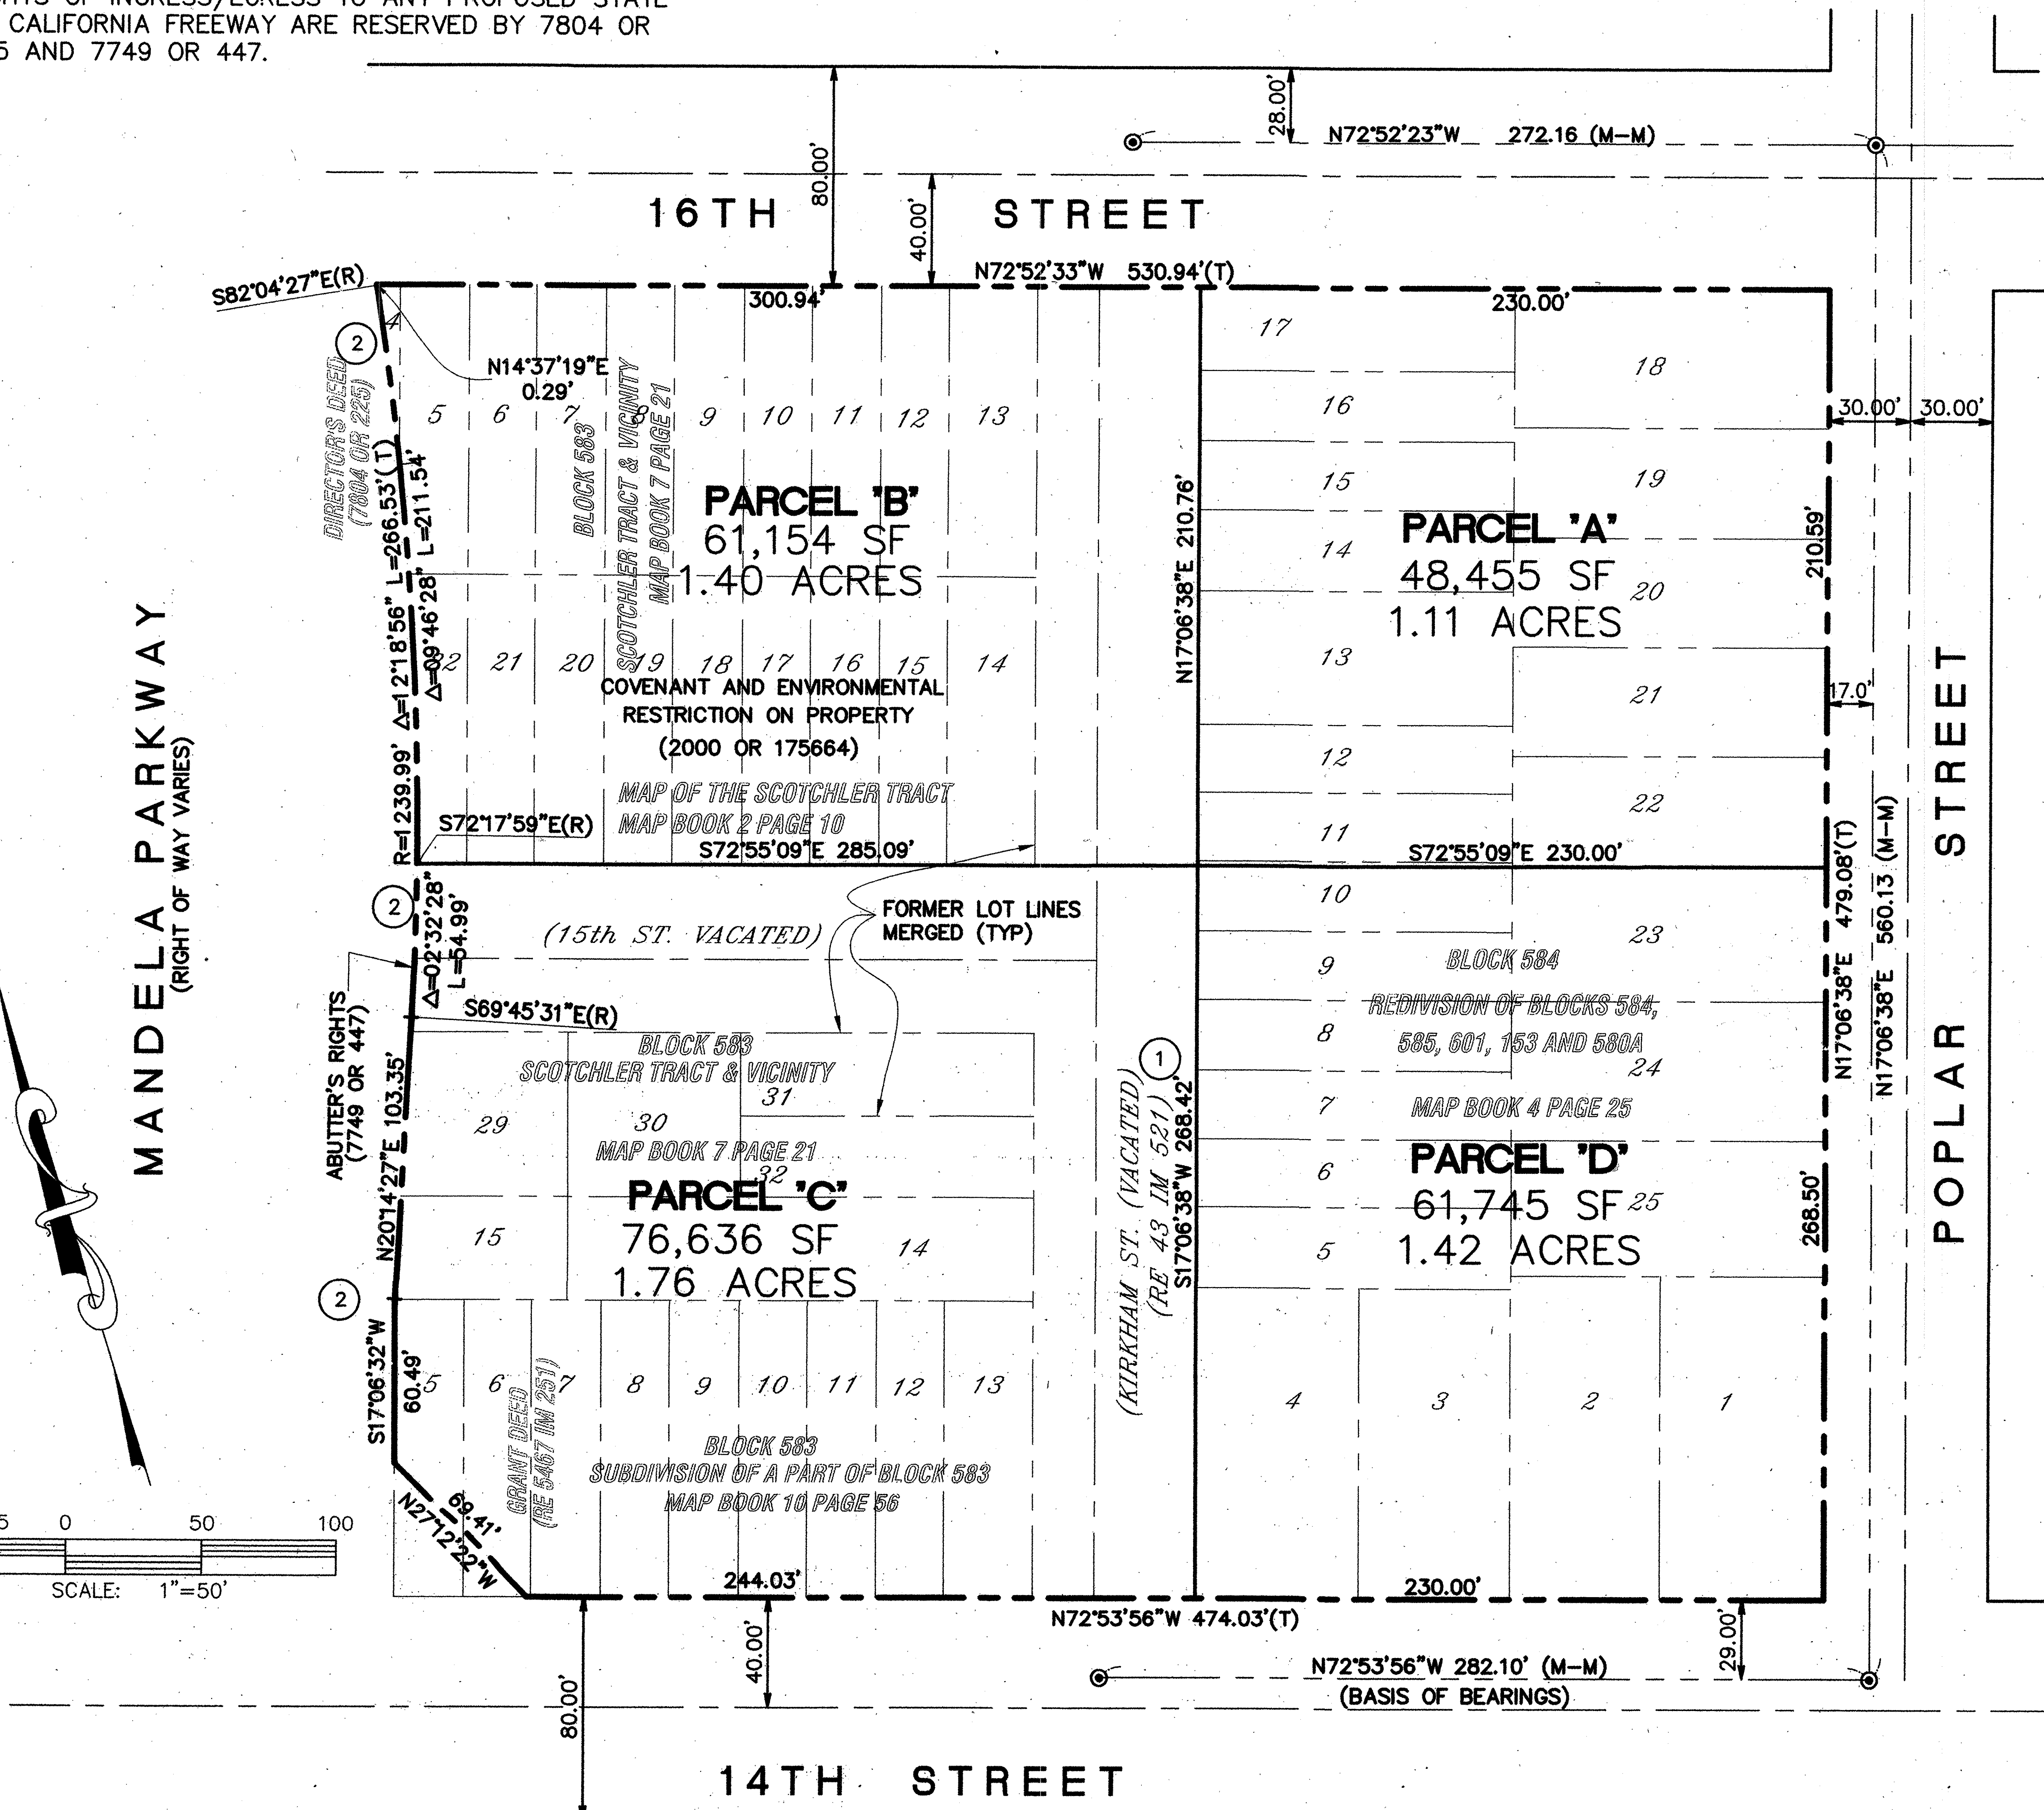 OF INGRESS/EGRESS TO ANY PROPOSED STATE
CALIFORNIA FREEWAY ARE RESERVED BY 7804 OR
AND 7749 OR 447.
28.00'
N72°52'23"W 272.16 (M-M)
80.00'
16TH STREET
40.00'
N72°52'33"W 530.94'(T)
S82°04'27"E(R)
300.94'
230.00'
4
17
2
N14°37'19"E
0.29'
18
DIRECTOR'S DEED
(7804 OR 225)
5 6 7 8 9 10 11 12 13
16
30.00' 30.00'
BLOCK 583
SCOTCHLER TRACT & VICINITY
MAP BOOK 7 PAGE 21
PARCEL "B"
61,154 SF
1.40 ACRES
N17°06'38"E 210.76'
15
19
PARCEL "A"
48,455 SF
1.11 ACRES
14
20
210.59'
R=1239.99' Δ=12°18'56" L=266.53'(T)
Δ=09°46'28" L=211.54'
22 21 20 19 18 17 16 15 14
13
21
17.0'
COVENANT AND ENVIRONMENTAL
RESTRICTION ON PROPERTY
(2000 OR 175664)
12
MAP OF THE SCOTCHLER TRACT
MAP BOOK 2 PAGE 10
22
11
S72°17'59"E(R)
S72°55'09"E 285.09'
S72°55'09"E 230.00'
MANDELA PARKWAY
(RIGHT OF WAY VARIES)
POPLAR STREET
N17°06'38"E 479.08'(T)
N17°06'38"E 560.13 (M-M)
2
Δ=02°32'28"
L=54.99'
(15th ST. VACATED)
FORMER LOT LINES
MERGED (TYP)
10
23
9
BLOCK 584
REDIVISION OF BLOCKS 584,
585, 601, 153 AND 580A
MAP BOOK 4 PAGE 25
ABUTTER'S RIGHTS
(7749 OR 447)
S69°45'31"E(R)
BLOCK 583
SCOTCHLER TRACT & VICINITY
MAP BOOK 7 PAGE 21
8
24
1
31
29
30
32
7
N20°14'27"E 103.35'
PARCEL "C"
76,636 SF
1.76 ACRES
15
14
(KIRKHAM ST. (VACATED)
(RE 43 IM 521)
S17°06'38"W 268.42'
6
PARCEL "D"
61,745 SF
1.42 ACRES
25
5
268.50'
2
S17°06'32"W
60.49'
5 6 7 8 9 10 11 12 13
4 3 2 1
GRANT DEED
(RE 5467 IM 251)
BLOCK 583
SUBDIVISION OF A PART OF BLOCK 583
MAP BOOK 10 PAGE 56
69.41'
N27°12'22"W
0 50 100
SCALE: 1"=50'
244.03'
230.00'
N72°53'56"W 474.03'(T)
40.00'
80.00'
29.00'
N72°53'56"W 282.10' (M-M)
(BASIS OF BEARINGS)
14TH STREET